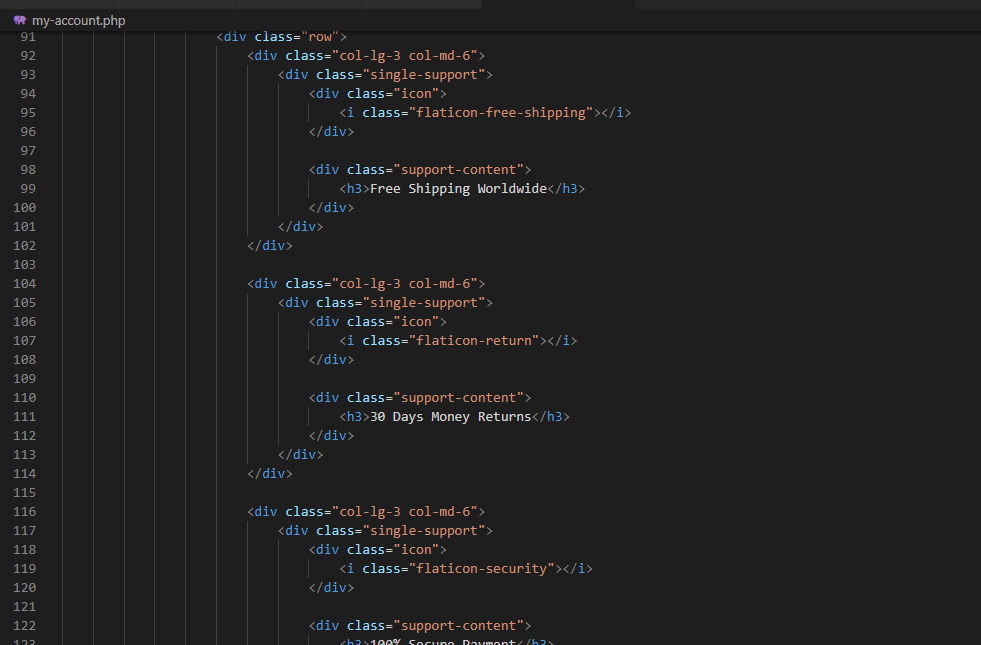 my-account.php
91 <div class="row">
92 <div class="col-lg-3 col-md-6">
93 <div class="single-support">
94 <div class="icon">
95 <i class="flaticon-free-shipping"></i>
96 </div>
97
98 <div class="support-content">
99 <h3>Free Shipping Worldwide</h3>
100 </div>
101 </div>
102 </div>
103
104 <div class="col-lg-3 col-md-6">
105 <div class="single-support">
106 <div class="icon">
107 <i class="flaticon-return"></i>
108 </div>
109
110 <div class="support-content">
111 <h3>30 Days Money Returns</h3>
112 </div>
113 </div>
114 </div>
115
116 <div class="col-lg-3 col-md-6">
117 <div class="single-support">
118 <div class="icon">
119 <i class="flaticon-security"></i>
120 </div>
121
122 <div class="support-content">
123 <h3>100% Secure Payment</h3>